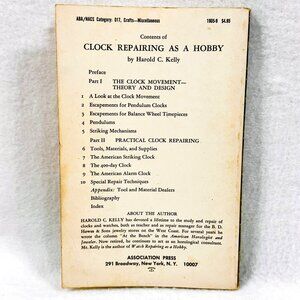 ABA/NACS Category: 017, Crafts—Miscellaneous 1935-9 $4.95
Contents of
CLOCK REPAIRING AS A HOBBY
by Harold C. Kelly
Preface
Part I THE CLOCK MOVEMENT—
THEORY AND DESIGN
1 A Look at the Clock Movement
2 Escapements for Pendulum Clocks
3 Escapements for Balance Wheel Timepieces
4 Pendulums
5 Striking Mechanisms
Part II PRACTICAL CLOCK REPAIRING
6 Tools, Materials, and Supplies
7 The American Striking Clock
8 The 400-day Clock
9 The American Alarm Clock
10 Special Repair Techniques
Appendix: Tool and Material Dealers
Bibliography
Index
ABOUT THE AUTHOR
HAROLD C. KELLY has devoted a lifetime to the study and repair of
clocks and watches, both as teacher and as repair manager for the B. D.
Howes & Sons jewelry stores on the West Coast. For several years he
wrote the column "At the Bench" in the American Horologist and
Jeweler. Now retired, he continues to act as an horological consultant.
Mr. Kelly is the author of Watch Repairing as a Hobby.
ASSOCIATION PRESS
291 Broadway, New York, N. Y. 10007